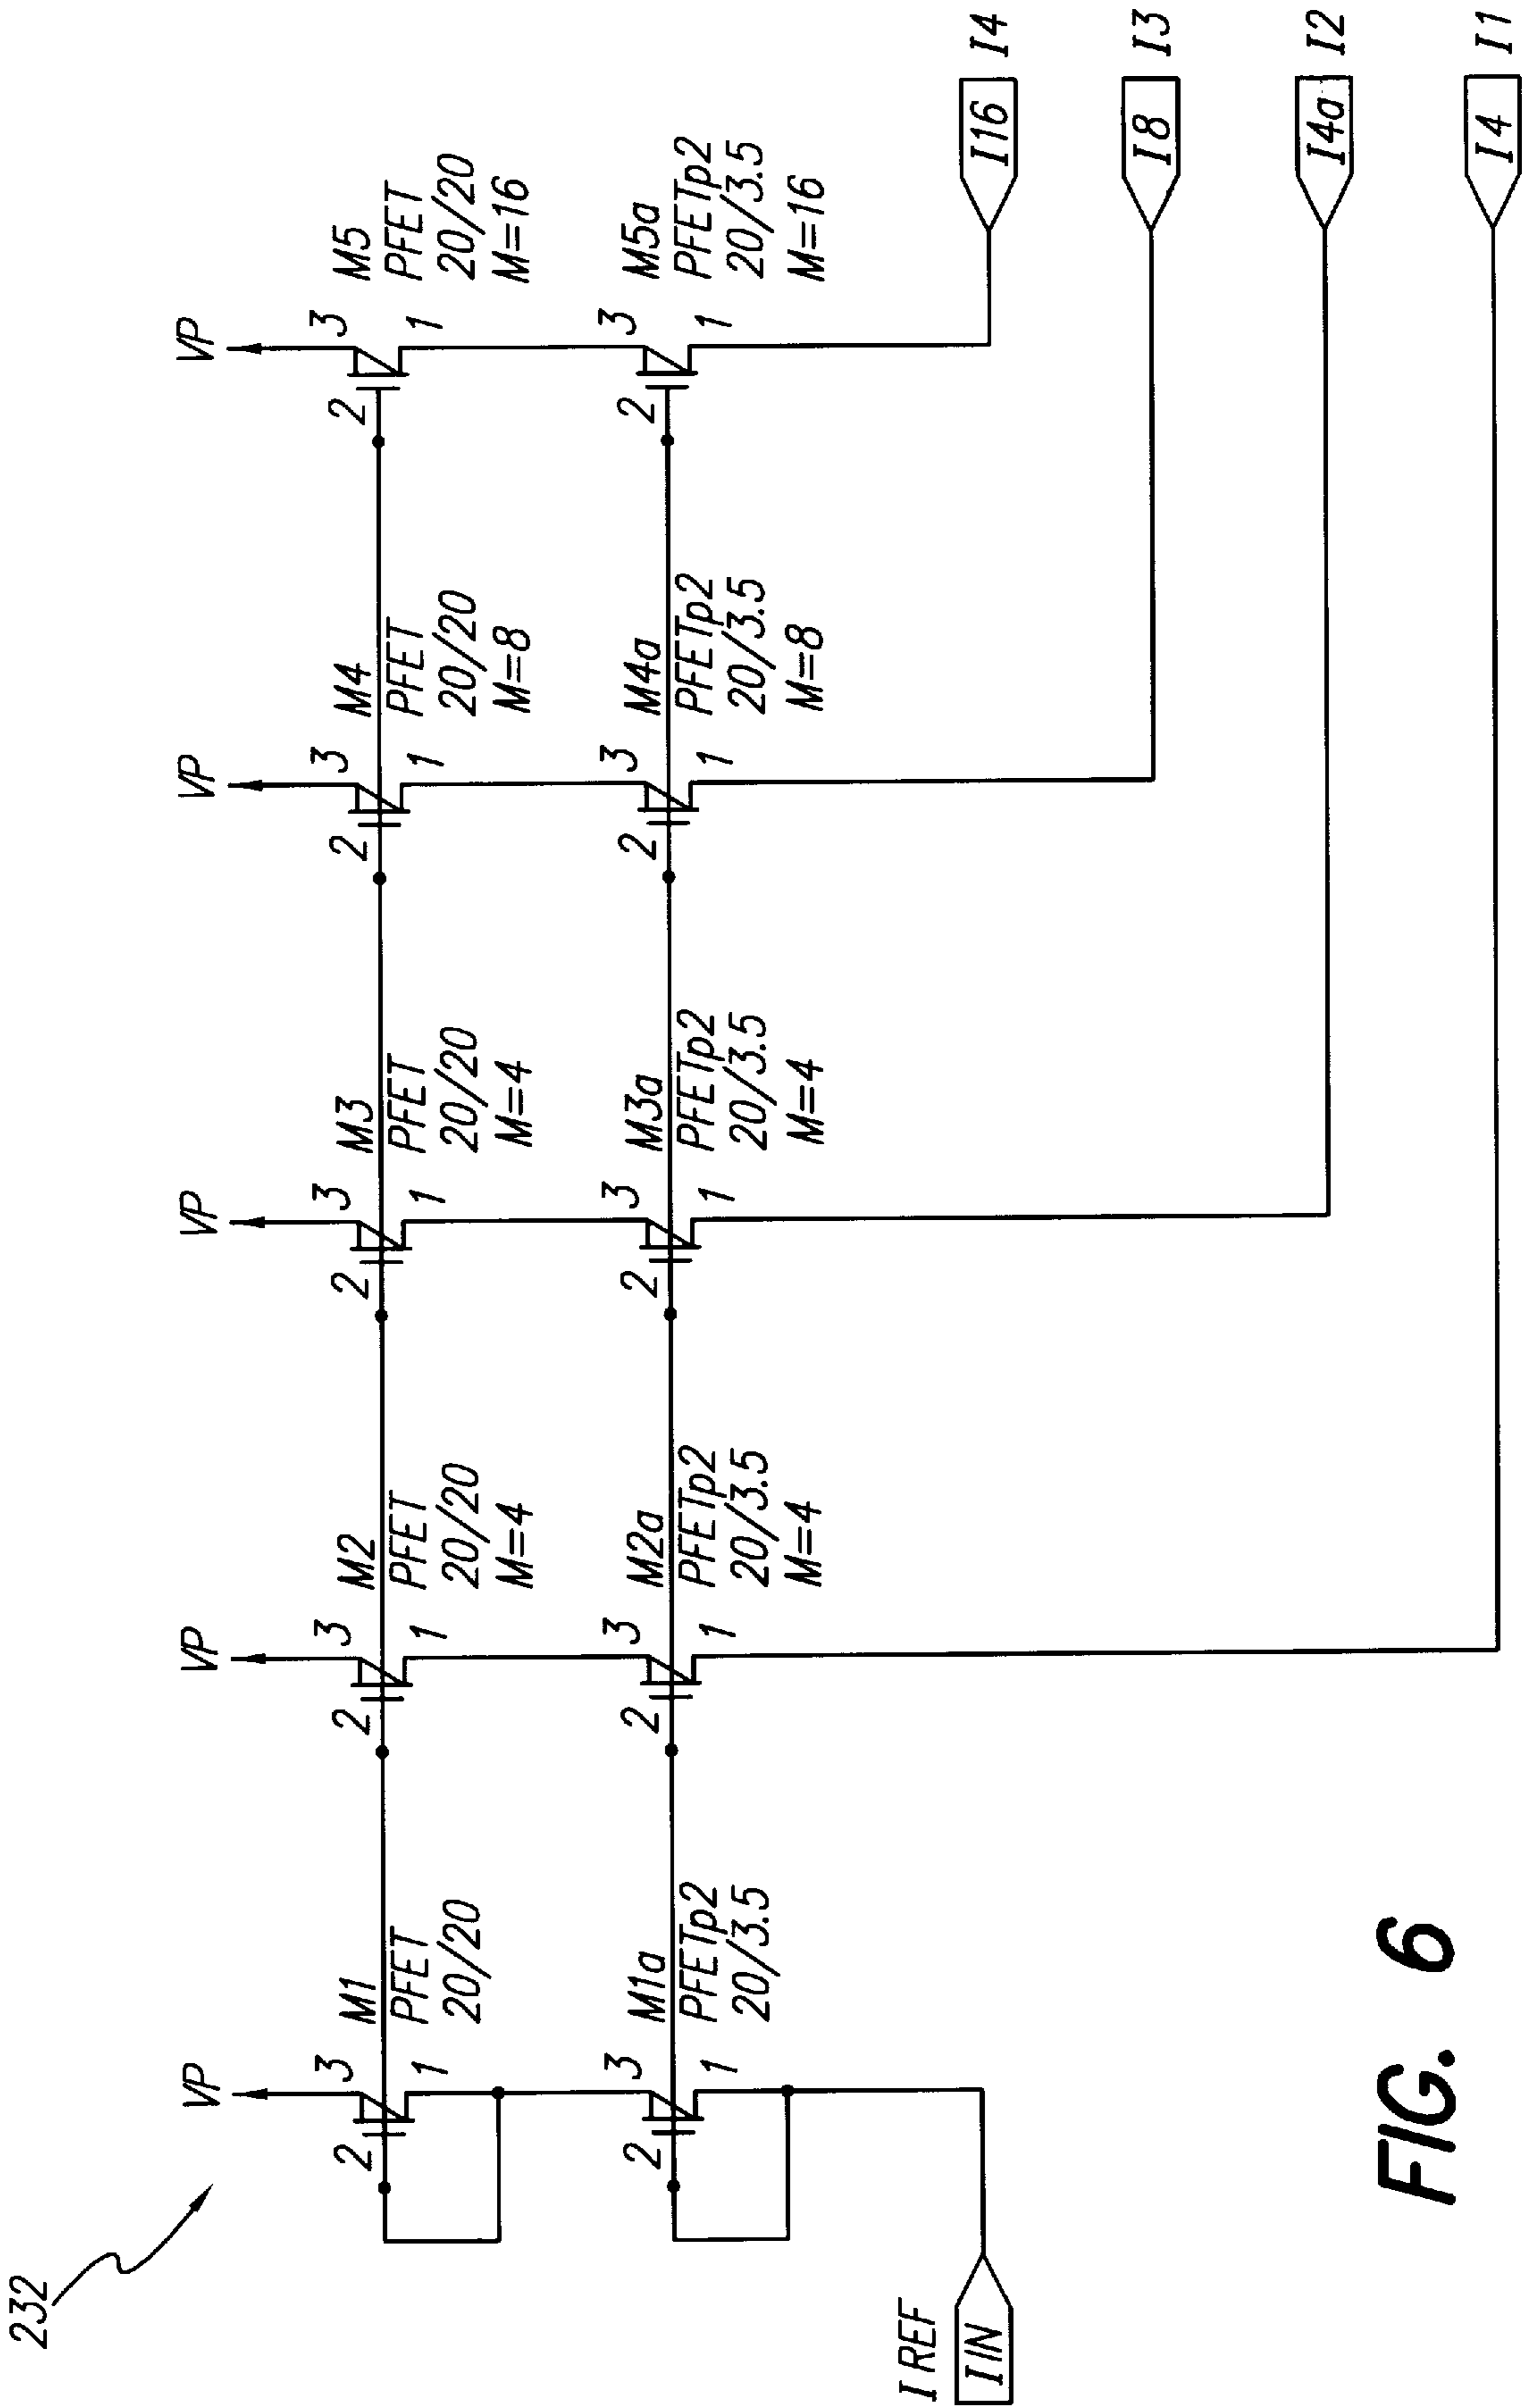 232
VP
VP
VP
VP
VP
3
2
1
M1
PFET
20/20
3
2
1
M2
PFET
20/20
M=4
3
2
1
M3
PFET
20/20
M=4
3
2
1
M4
PFET
20/20
M=8
3
2
1
M5
PFET
20/20
M=16
3
2
1
M1a
PFETp2
20/3.5
3
2
1
M2a
PFETp2
20/3.5
M=4
3
2
1
M3a
PFETp2
20/3.5
M=4
3
2
1
M4a
PFETp2
20/3.5
M=8
3
2
1
M5a
PFETp2
20/3.5
M=16
I REF
IIN
I16 I4
I8 I3
I4a I2
I4 I1
FIG. 6